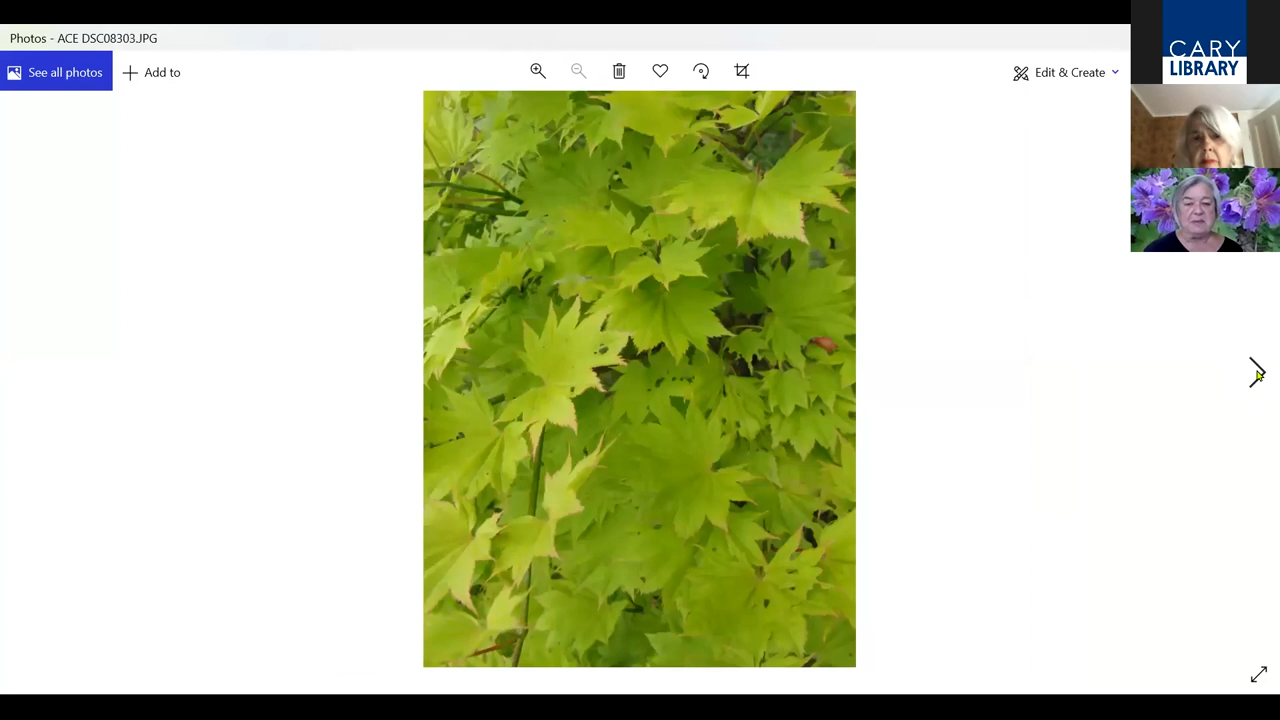 Photos - ACE DSC08303.JPG
See all photos
Add to
Edit & Create
CARY
LIBRARY